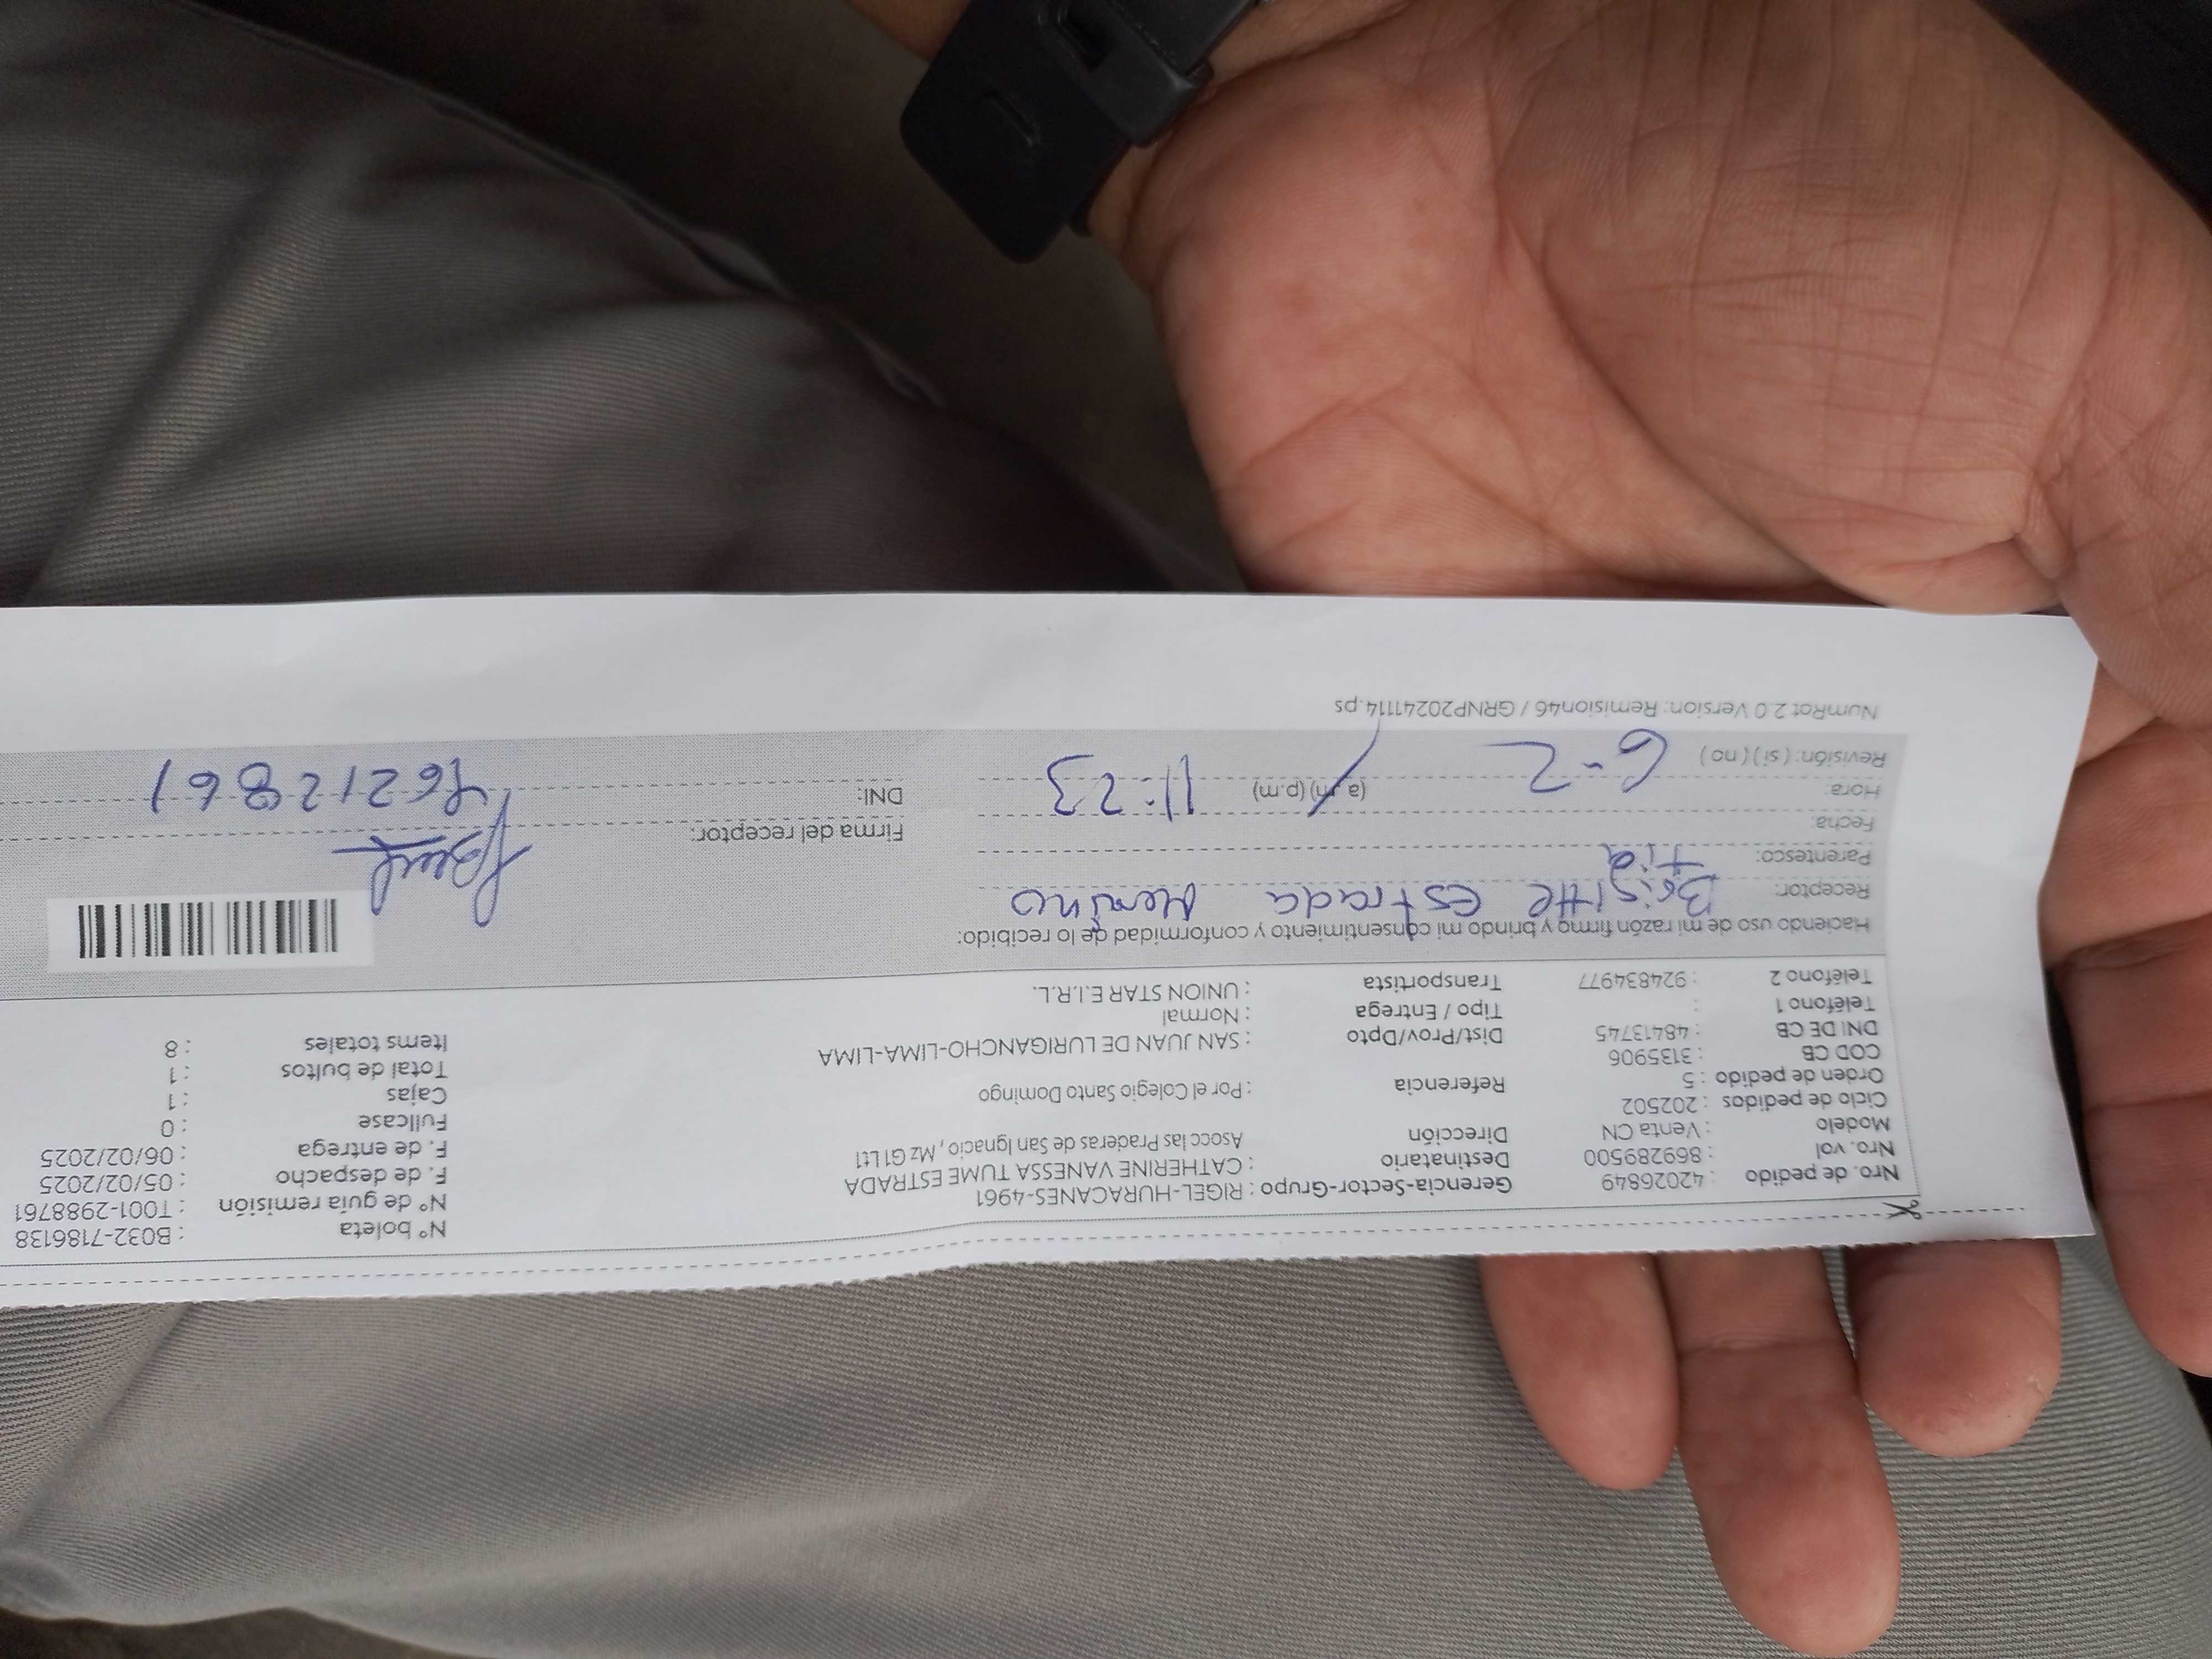 Nro. de pedido : 42026849 Gerencia-Sector-Grupo : RIGEL-HURACANES-4961 N° boleta : B032-7186138
Nro. vol : 869289500 Destinatario : CATHERINE VANESSA TUME ESTRADA N° de guía remisión : T001-2988761
Modelo : Venta CN Dirección Asocc las Praderas de San Ignacio , Mz G1 Lt1 F. de despacho : 05/02/2025
Ciclo de pedidos : 202502 F. de entrega : 06/02/2025
Orden de pedido : 5 Referencia : Por el Colegio Santo Domingo Fullcase : 0
COD CB : 3135906 Cajas : 1
DNI DE CB : 48413745 Dist/Prov/Dpto : SAN JUAN DE LURIGANCHO-LIMA-LIMA Total de bultos : 1
Teléfono 1 : Tipo / Entrega : Normal Items totales : 8
Teléfono 2 : 924834977 Transportista : UNION STAR E.I.R.L.
Haciendo uso de mi razón firmo y brindo mi consentimiento y conformidad de lo recibido:
Receptor: Brisitte Estrada Merino
Parentesco: tía
Fecha: Firma del receptor:
Hora: (a.m) (p.m) 11:23 DNI: 46212861
Revisión: ( si ) ( no ) 6-2
NumRot 2.0 Version: Remision46 / GRNP20241114.ps